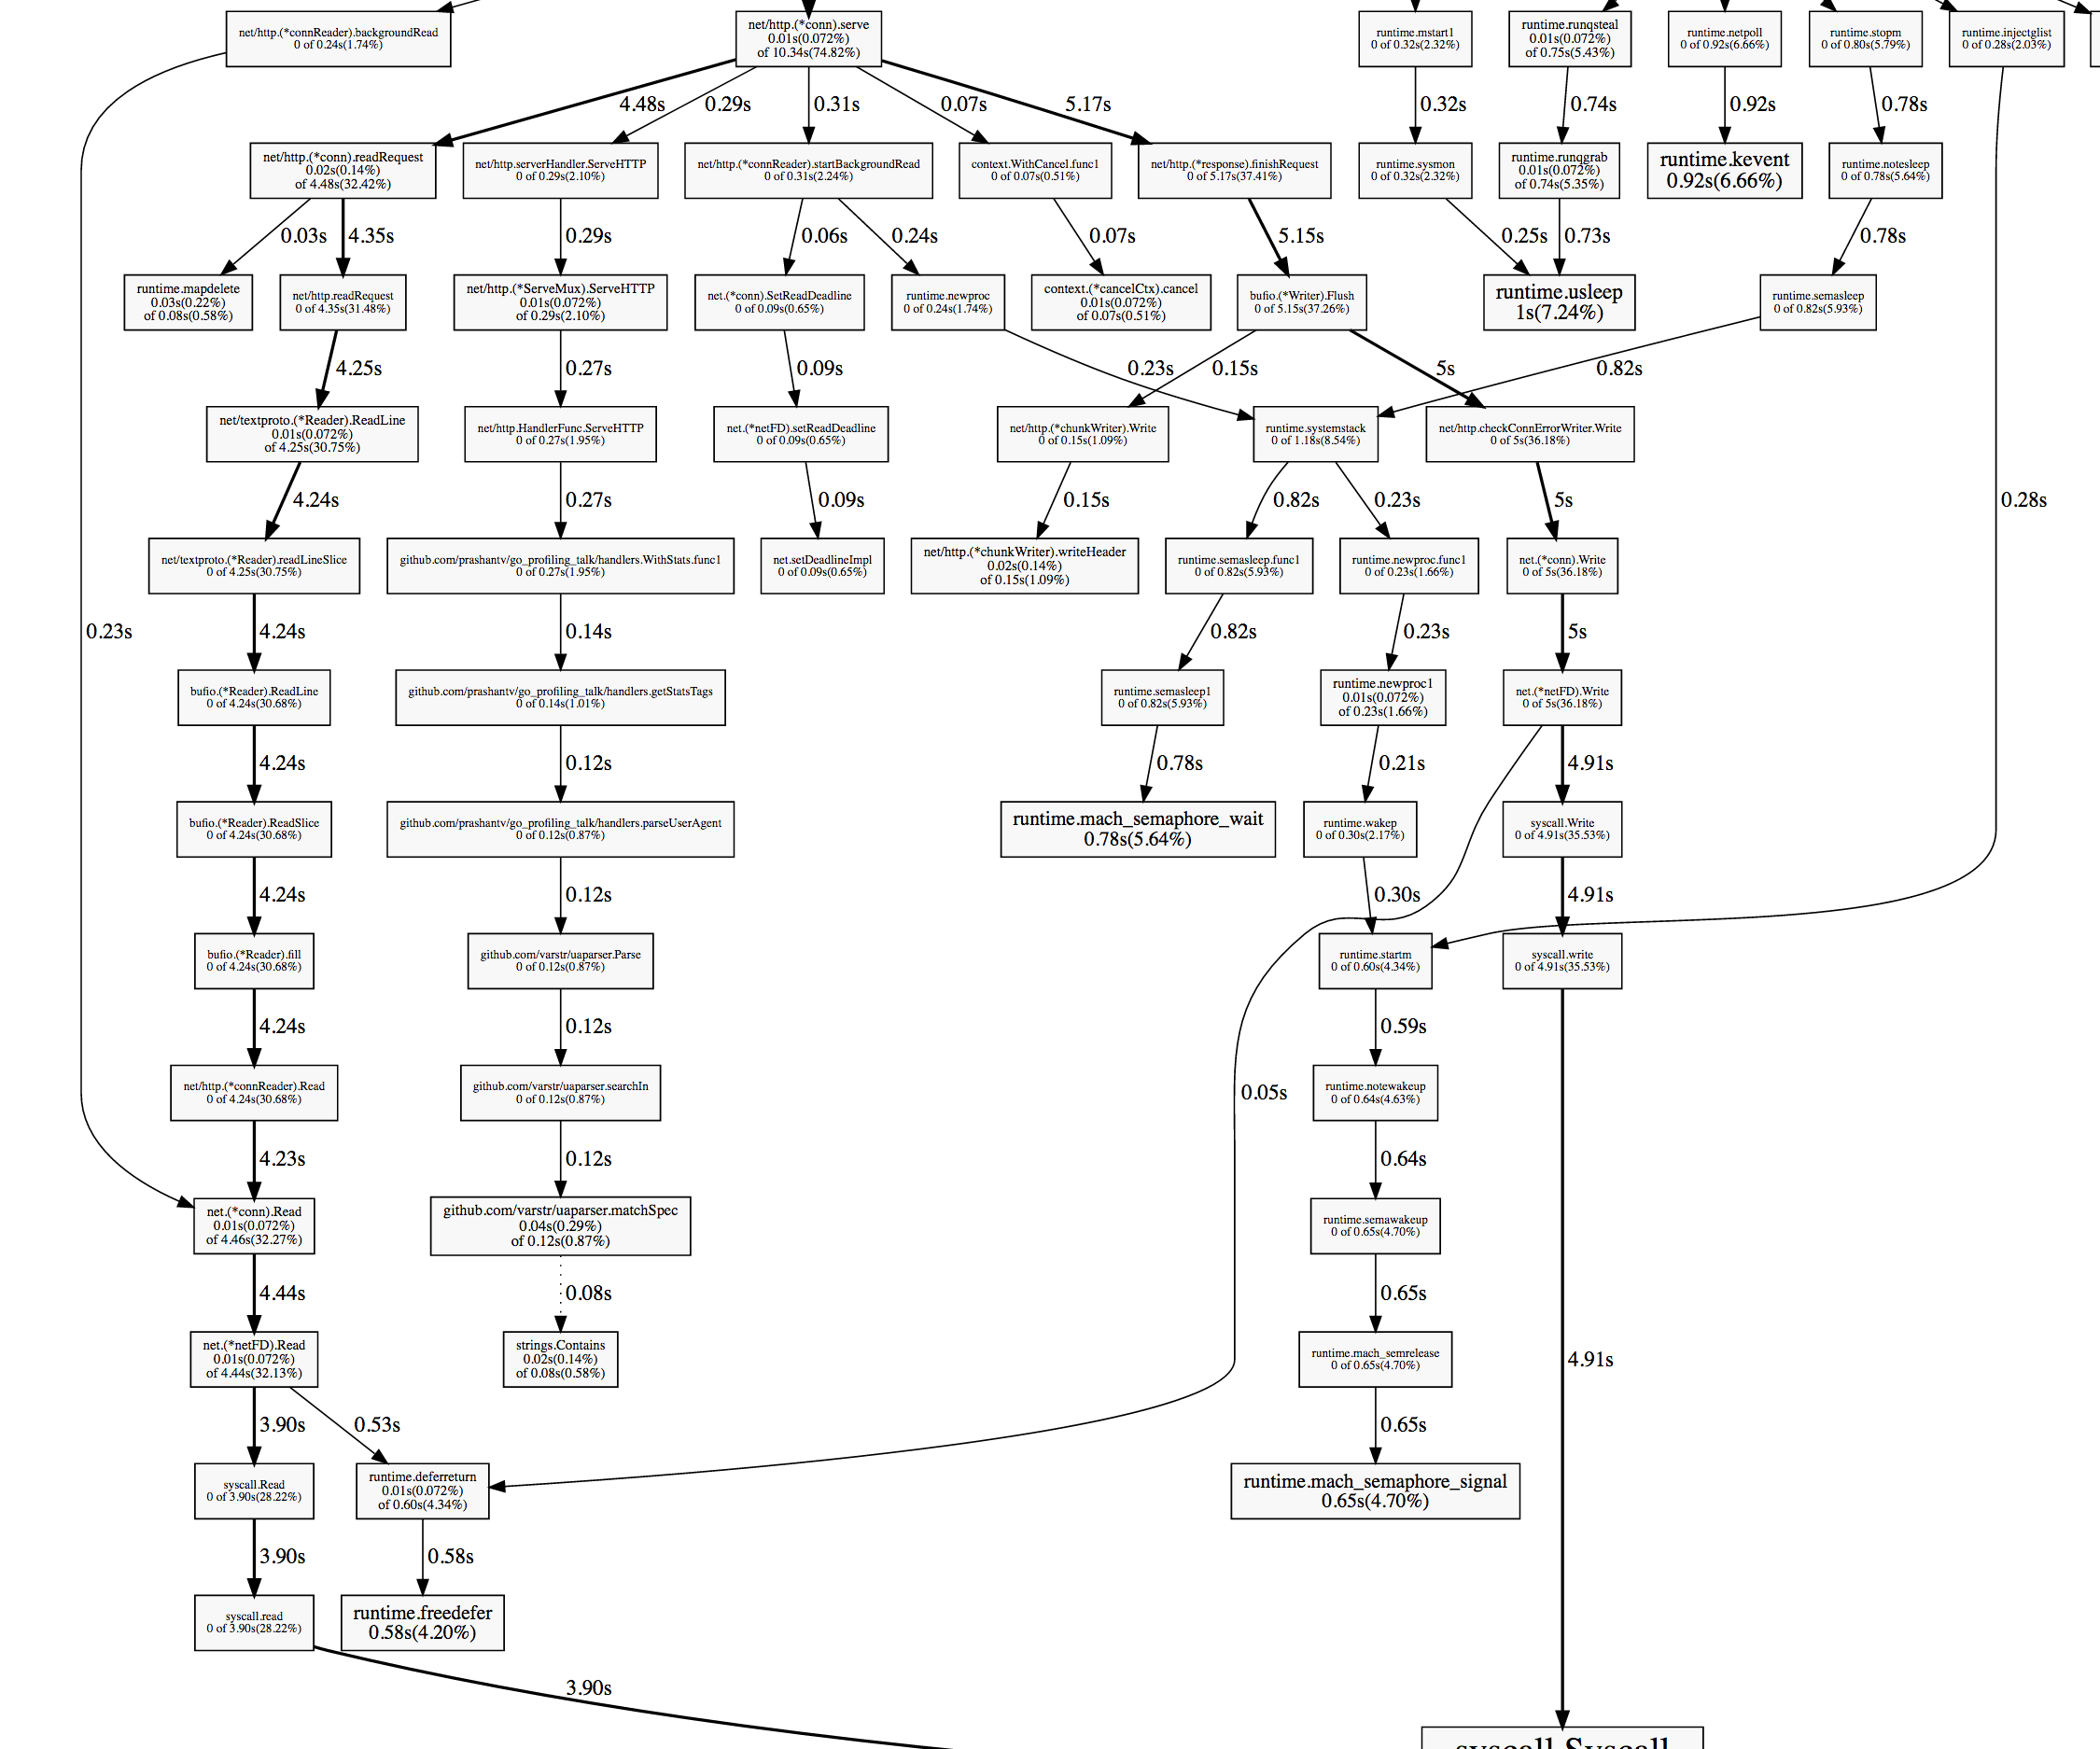 net/http.(*connReader).backgroundRead
0 of 0.24s(1.74%)
net/http.(*conn).serve
0.01s(0.072%)
of 10.34s(74.82%)
runtime.mstart1
0 of 0.32s(2.32%)
runtime.runqsteal
0.01s(0.072%)
of 0.75s(5.43%)
runtime.netpoll
0 of 0.92s(6.66%)
runtime.stopm
0 of 0.80s(5.79%)
runtime.injectglist
0 of 0.28s(2.03%)
4.48s
0.29s
0.31s
0.07s
5.17s
0.32s
0.74s
0.92s
0.78s
net/http.(*conn).readRequest
0.02s(0.14%)
of 4.48s(32.42%)
net/http.serverHandler.ServeHTTP
0 of 0.29s(2.10%)
net/http.(*connReader).startBackgroundRead
0 of 0.31s(2.24%)
context.WithCancel.func1
0 of 0.07s(0.51%)
net/http.(*response).finishRequest
0 of 5.17s(37.41%)
runtime.sysmon
0 of 0.32s(2.32%)
runtime.runqgrab
0.01s(0.072%)
of 0.74s(5.35%)
runtime.kevent
0.92s(6.66%)
runtime.notesleep
0 of 0.78s(5.64%)
0.03s
4.35s
0.29s
0.06s
0.24s
0.07s
5.15s
0.25s
0.73s
0.78s
runtime.mapdelete
0.03s(0.22%)
of 0.08s(0.58%)
net/http.readRequest
0 of 4.35s(31.48%)
net/http.(*ServeMux).ServeHTTP
0.01s(0.072%)
of 0.29s(2.10%)
net.(*conn).SetReadDeadline
0 of 0.09s(0.65%)
runtime.newproc
0 of 0.24s(1.74%)
context.(*cancelCtx).cancel
0.01s(0.072%)
of 0.07s(0.51%)
bufio.(*Writer).Flush
0 of 5.15s(37.26%)
runtime.usleep
1s(7.24%)
runtime.semasleep
0 of 0.82s(5.93%)
4.25s
0.27s
0.09s
0.23s
0.15s
5s
0.82s
net/textproto.(*Reader).ReadLine
0.01s(0.072%)
of 4.25s(30.75%)
net/http.HandlerFunc.ServeHTTP
0 of 0.27s(1.95%)
net.(*netFD).setReadDeadline
0 of 0.09s(0.65%)
net/http.(*chunkWriter).Write
0 of 0.15s(1.09%)
runtime.systemstack
0 of 1.18s(8.54%)
net/http.checkConnErrorWriter.Write
0 of 5s(36.18%)
4.24s
0.27s
0.09s
0.15s
0.82s
0.23s
5s
0.28s
net/textproto.(*Reader).readLineSlice
0 of 4.25s(30.75%)
github.com/prashantv/go_profiling_talk/handlers.WithStats.func1
0 of 0.27s(1.95%)
net.setDeadlineImpl
0 of 0.09s(0.65%)
net/http.(*chunkWriter).writeHeader
0.02s(0.14%)
of 0.15s(1.09%)
runtime.semasleep.func1
0 of 0.82s(5.93%)
runtime.newproc.func1
0 of 0.23s(1.66%)
net.(*conn).Write
0 of 5s(36.18%)
0.23s
4.24s
0.14s
0.82s
0.23s
5s
bufio.(*Reader).ReadLine
0 of 4.24s(30.68%)
github.com/prashantv/go_profiling_talk/handlers.getStatsTags
0 of 0.14s(1.01%)
runtime.semasleep1
0 of 0.82s(5.93%)
runtime.newproc1
0.01s(0.072%)
of 0.23s(1.66%)
net.(*netFD).Write
0 of 5s(36.18%)
4.24s
0.12s
0.78s
0.21s
4.91s
bufio.(*Reader).ReadSlice
0 of 4.24s(30.68%)
github.com/prashantv/go_profiling_talk/handlers.parseUserAgent
0 of 0.12s(0.87%)
runtime.mach_semaphore_wait
0.78s(5.64%)
runtime.wakep
0 of 0.30s(2.17%)
syscall.Write
0 of 4.91s(35.53%)
4.24s
0.12s
0.30s
4.91s
bufio.(*Reader).fill
0 of 4.24s(30.68%)
github.com/varstr/uaparser.Parse
0 of 0.12s(0.87%)
runtime.startm
0 of 0.60s(4.34%)
syscall.write
0 of 4.91s(35.53%)
4.24s
0.12s
0.59s
net/http.(*connReader).Read
0 of 4.24s(30.68%)
github.com/varstr/uaparser.searchIn
0 of 0.12s(0.87%)
0.05s
runtime.notewakeup
0 of 0.64s(4.63%)
4.23s
0.12s
0.64s
net.(*conn).Read
0.01s(0.072%)
of 4.46s(32.27%)
github.com/varstr/uaparser.matchSpec
0.04s(0.29%)
of 0.12s(0.87%)
runtime.semawakeup
0 of 0.65s(4.70%)
4.44s
0.08s
0.65s
net.(*netFD).Read
0.01s(0.072%)
of 4.44s(32.13%)
strings.Contains
0.02s(0.14%)
of 0.08s(0.58%)
runtime.mach_semrelease
0 of 0.65s(4.70%)
4.91s
3.90s
0.53s
0.65s
syscall.Read
0 of 3.90s(28.22%)
runtime.deferreturn
0.01s(0.072%)
of 0.60s(4.34%)
runtime.mach_semaphore_signal
0.65s(4.70%)
3.90s
0.58s
syscall.read
0 of 3.90s(28.22%)
runtime.freedefer
0.58s(4.20%)
3.90s
syscall.Syscall